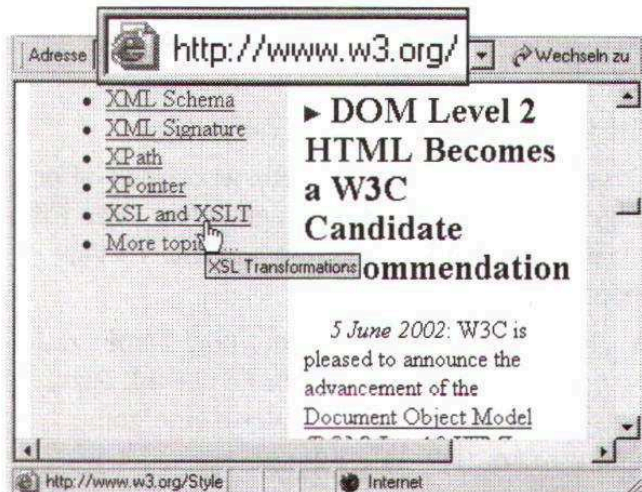 Adresse http://www.w3.org/ Wechseln zu
XML Schema
XML Signature
XPath
XPointer
XSL and XSLT
More topic...
XSL Transformations
▸ DOM Level 2
HTML Becomes
a W3C
Candidate
ommendation
5 June 2002: W3C is
pleased to announce the
advancement of the
Document Object Model
http://www.w3.org/Style Internet